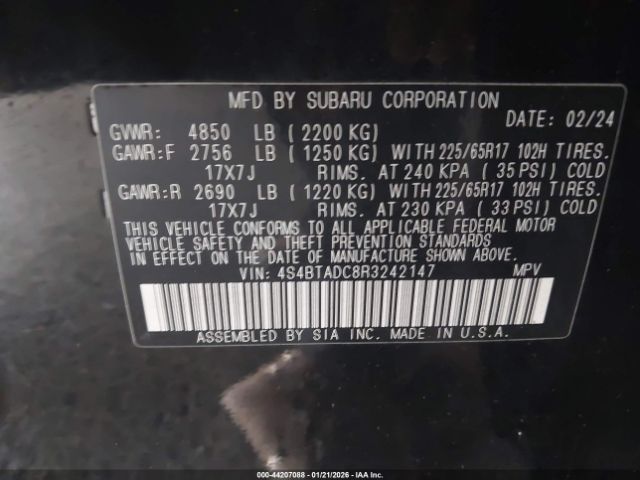 MFD BY SUBARU CORPORATION
DATE: 02/24
GVWR: 4850 LB (2200 KG)
GAWR:F 2756 LB (1250 KG) WITH 225/65R17 102H TIRES.
17X7J RIMS. AT 240 KPA (35 PSI) COLD
GAWR:R 2690 LB (1220 KG) WITH 225/65R17 102H TIRES.
17X7J RIMS. AT 230 KPA (33 PSI) COLD
THIS VEHICLE CONFORMS TO ALL APPLICABLE FEDERAL MOTOR
VEHICLE SAFETY AND THEFT PREVENTION STANDARDS
IN EFFECT ON THE DATE OF MANUFACTURE SHOWN ABOVE.
VIN: 4S4BTADC8R3242147 MPV
ASSEMBLED BY SIA INC. MADE IN U.S.A.
000-44207088 - 01/21/2026 - COPYRIGHT IAA, LLC.